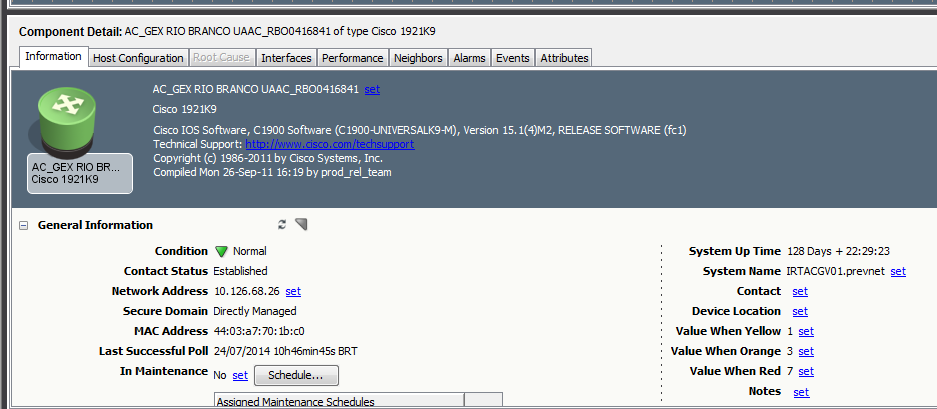 Component Detail: AC_GEX RIO BRANCO UAAC_RBO0416841 of type Cisco 1921K9
Information Host Configuration Root Cause Interfaces Performance Neighbors Alarms Events Attributes
AC_GEX RIO BRANCO UAAC_RBO0416841 set
Cisco 1921K9
Cisco IOS Software, C1900 Software (C1900-UNIVERSALK9-M), Version 15.1(4)M2, RELEASE SOFTWARE (fc1)
Technical Support: http://www.cisco.com/techsupport
Copyright (c) 1986-2011 by Cisco Systems, Inc.
Compiled Mon 26-Sep-11 16:19 by prod_rel_team
AC_GEX RIO BR...
Cisco 1921K9
General Information
Condition Normal
Contact Status Established
Network Address 10.126.68.26 set
Secure Domain Directly Managed
MAC Address 44:03:a7:70:1b:c0
Last Successful Poll 24/07/2014 10h46min45s BRT
In Maintenance No set Schedule...
Assigned Maintenance Schedules
System Up Time 128 Days + 22:29:23
System Name IRTACGV01.prevnet set
Contact set
Device Location set
Value When Yellow 1 set
Value When Orange 3 set
Value When Red 7 set
Notes set